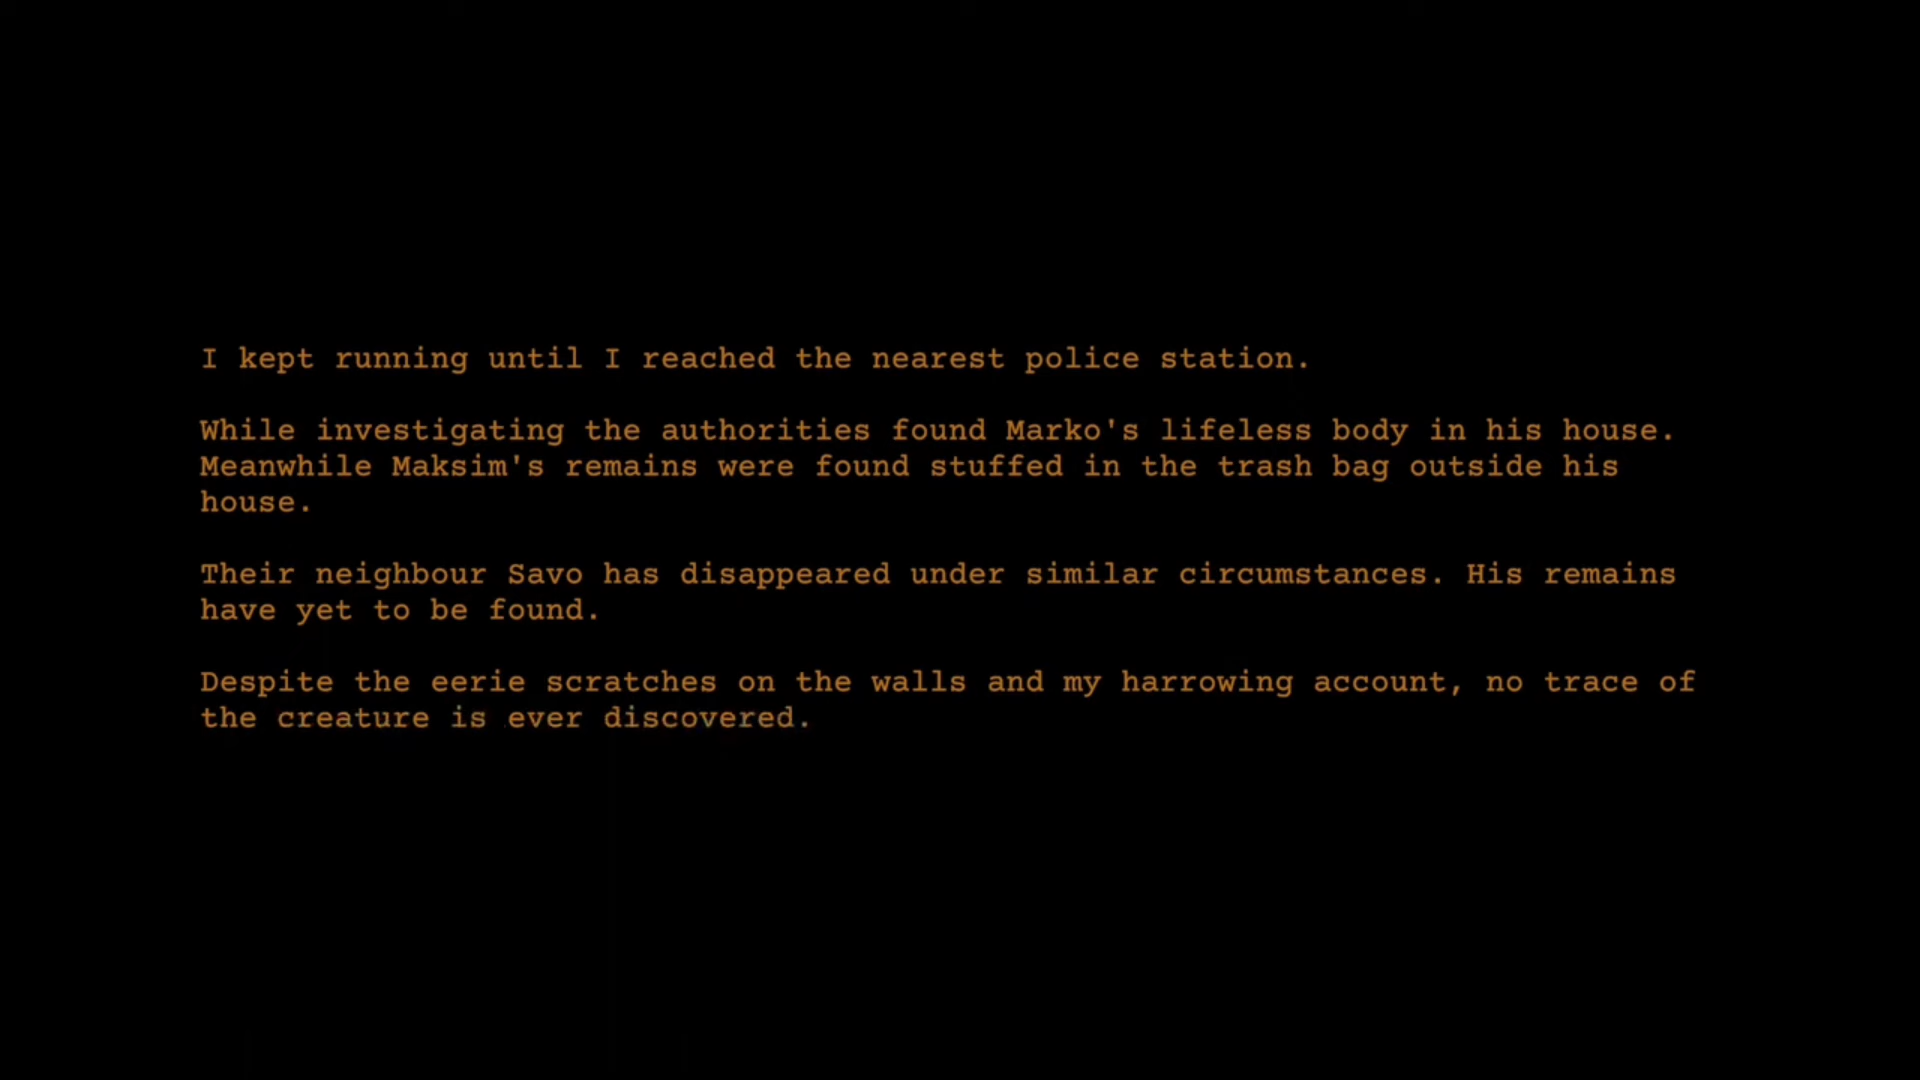 I kept running until I reached the nearest police station.
While investigating the authorities found Marko's lifeless body in his house.
Meanwhile Maksim's remains were found stuffed in the trash bag outside his
house.
Their neighbour Savo has disappeared under similar circumstances. His remains
have yet to be found.
Despite the eerie scratches on the walls and my harrowing account, no trace of
the creature is ever discovered.